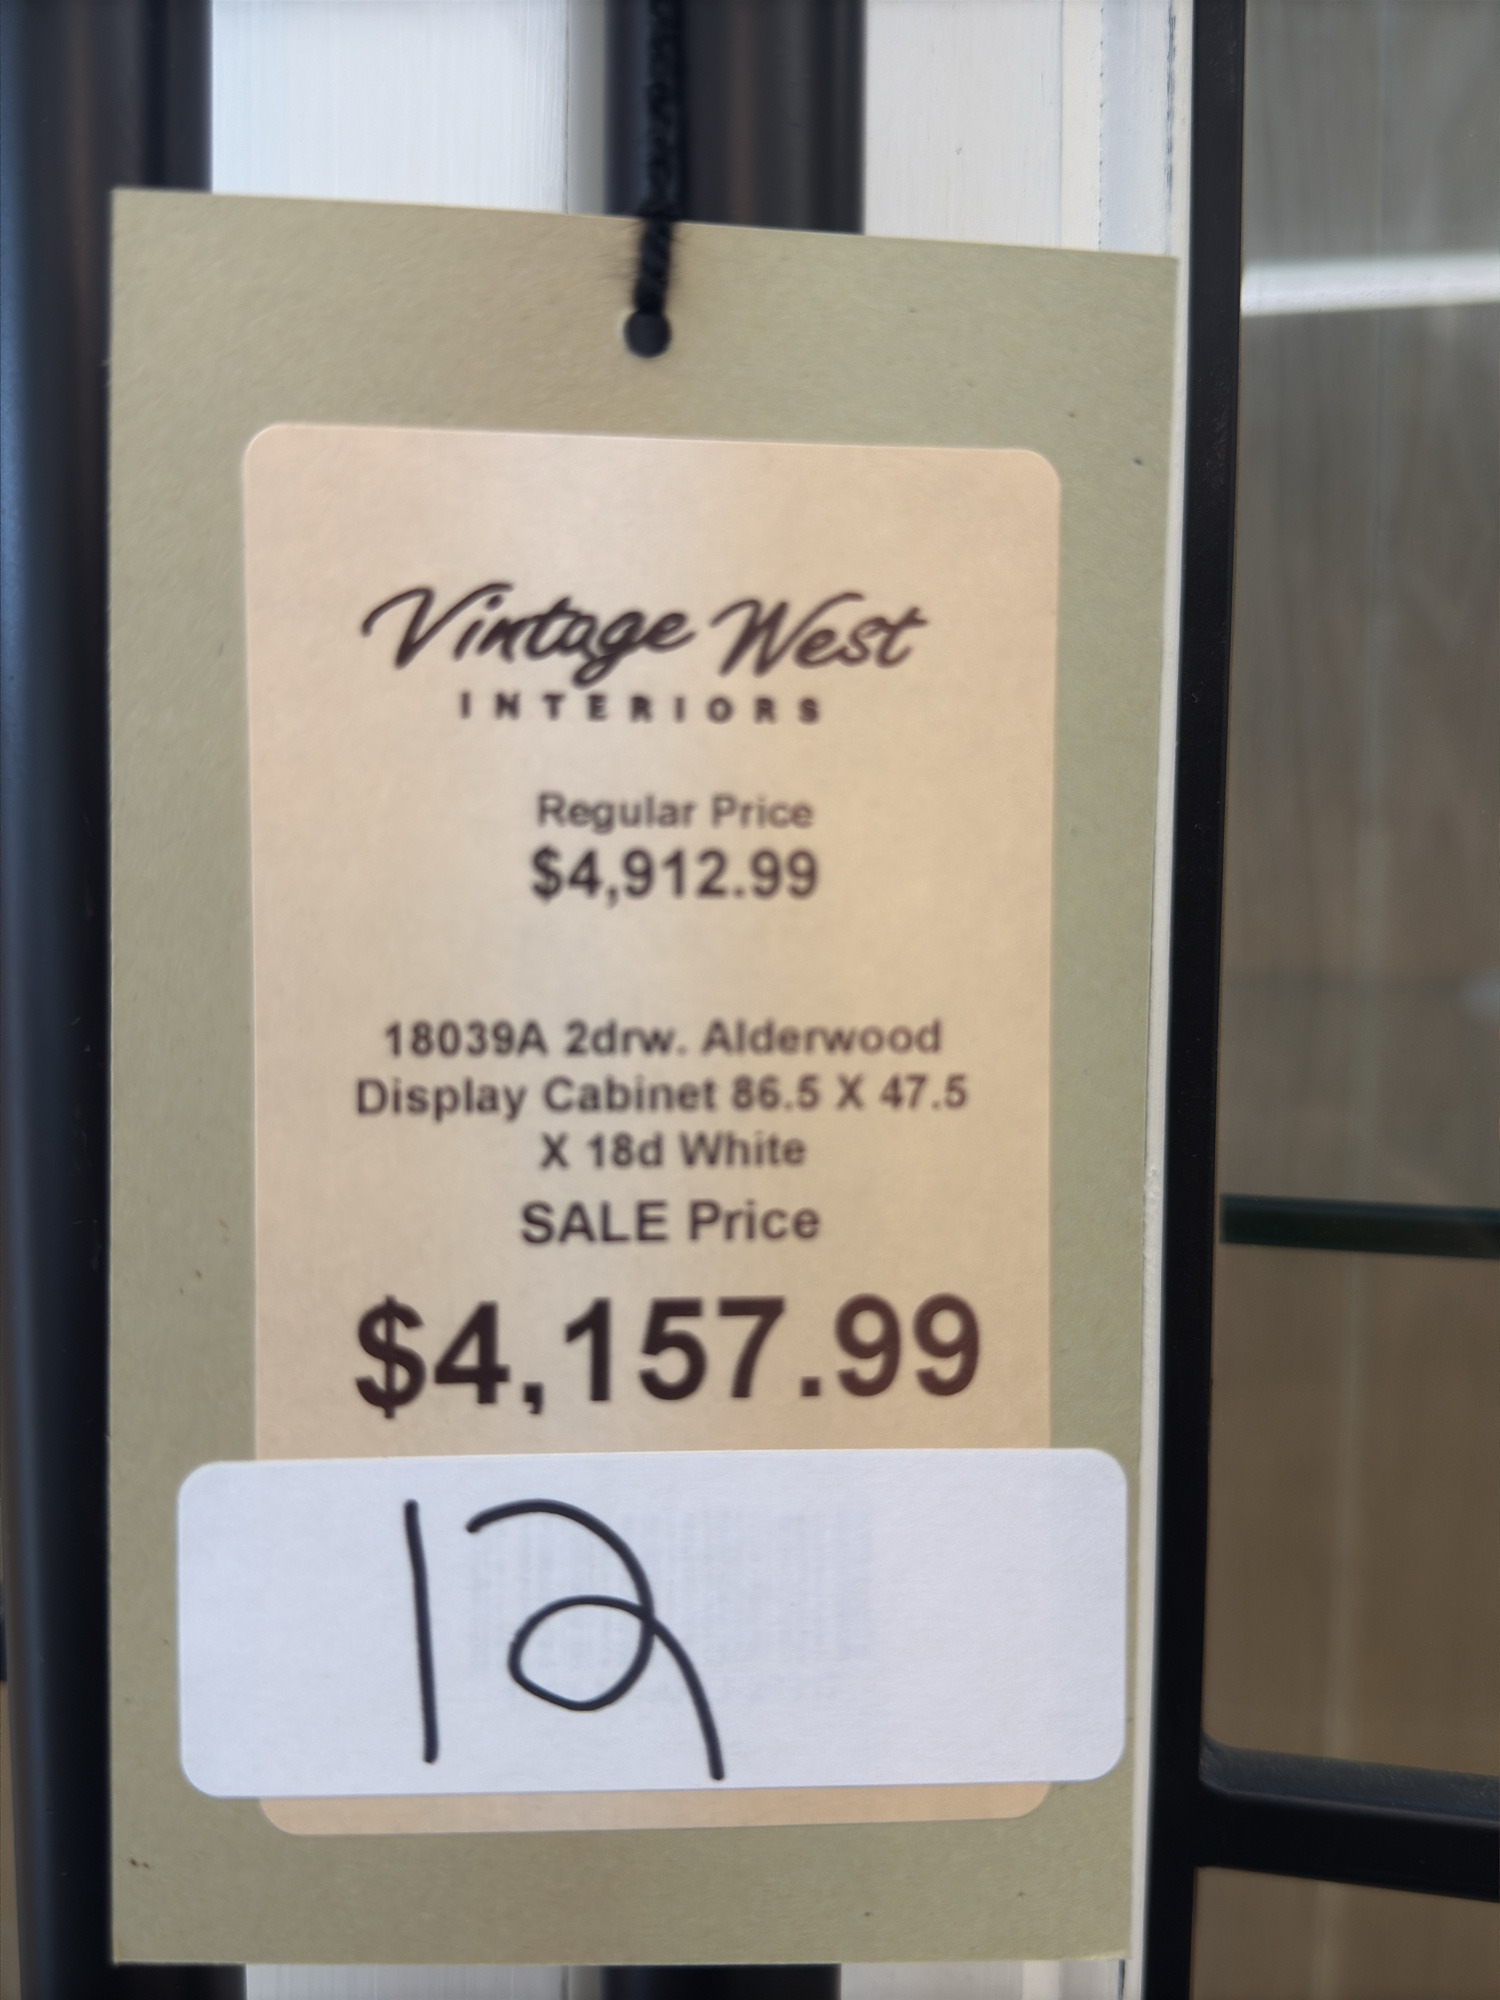 Vintage West
INTERIORS
Regular Price
$4,912.99
18039A 2drw. Alderwood
Display Cabinet 86.5 X 47.5
X 18d White
SALE Price
$4,157.99
12